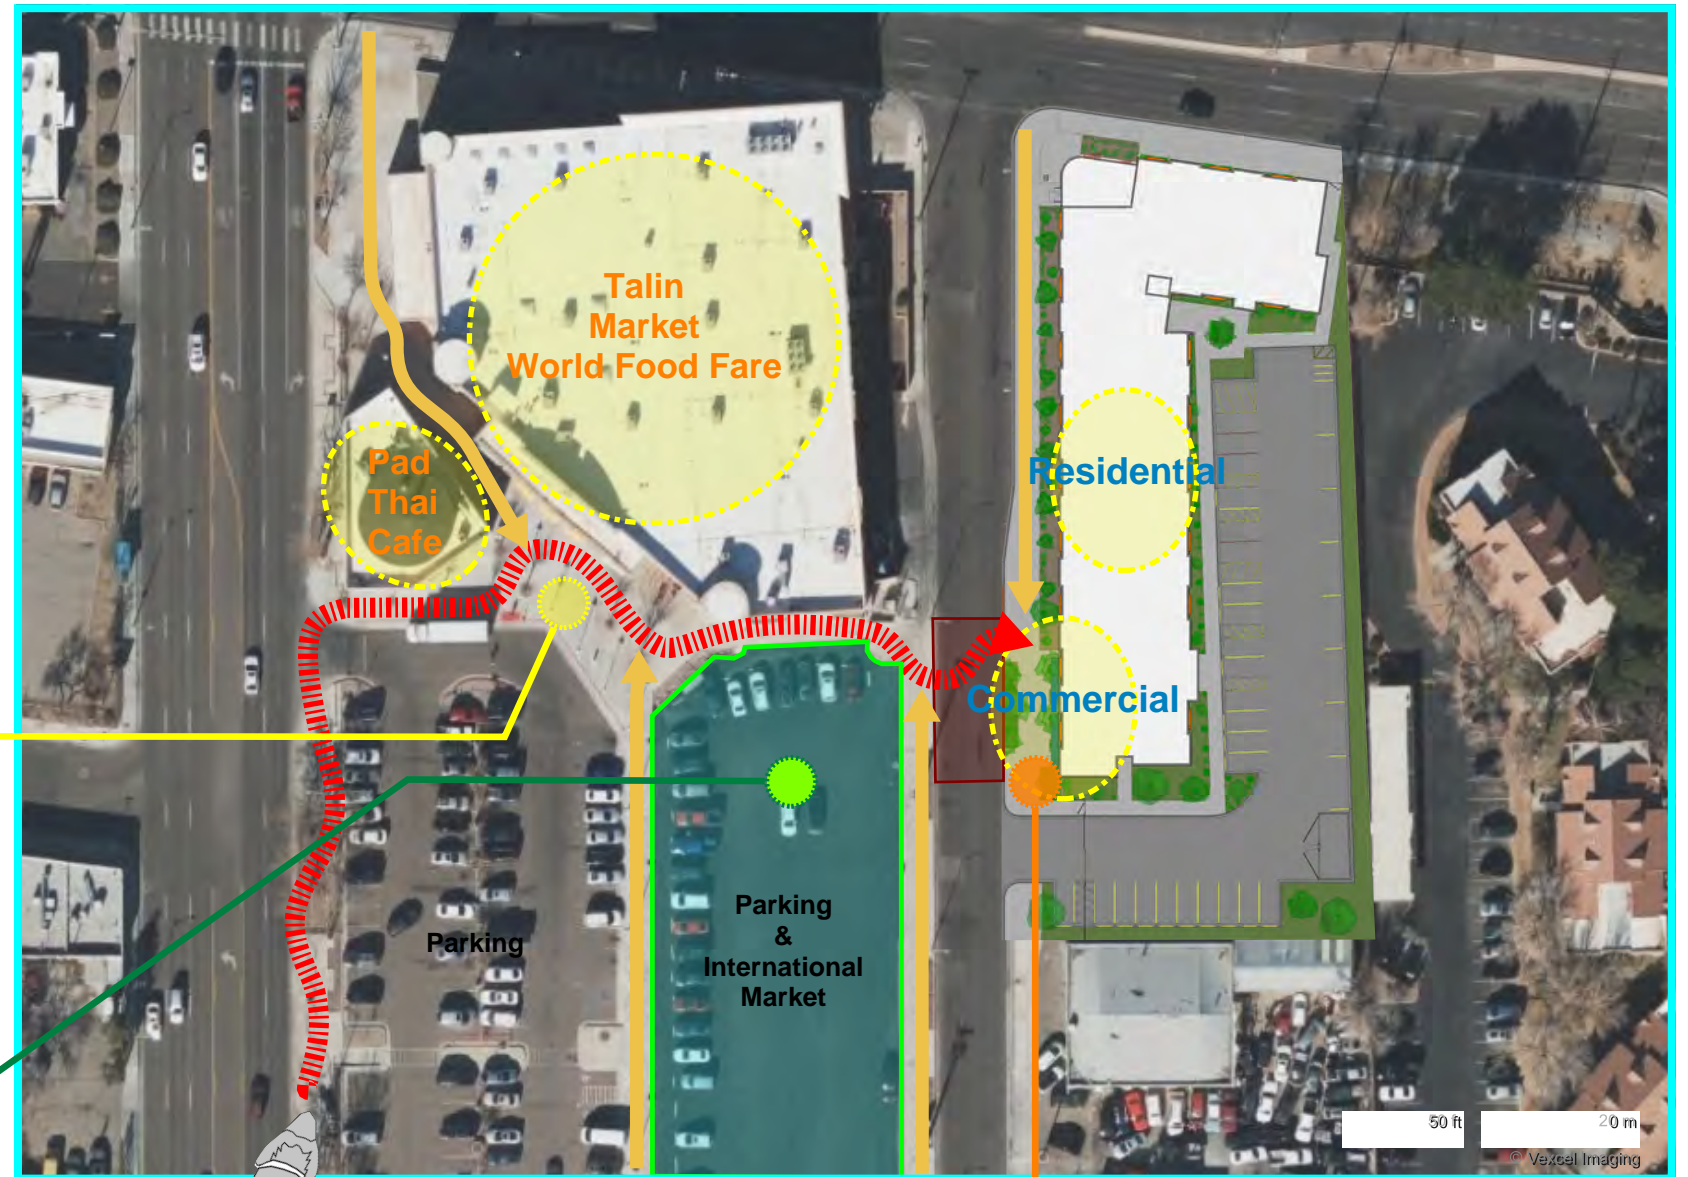 Talin
Market
World Food Fare
Pad
Thai
Cafe
Residential
Commercial
Parking
&
International
Market
Parking
50 ft
20 m
© Vexcel Imaging